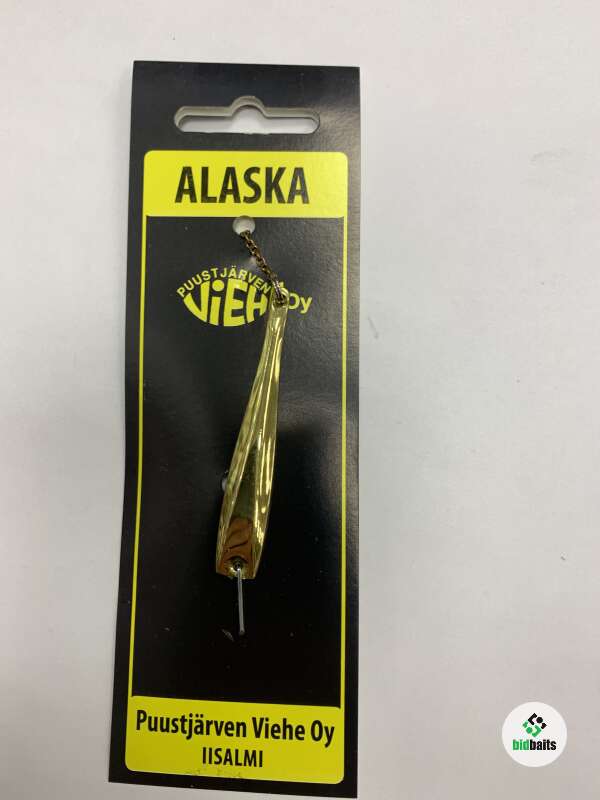 ALASKA
PUUSTJÄRVEN
ViEHE Oy
Puustjärven Viehe Oy
IISALMI
bidbaits